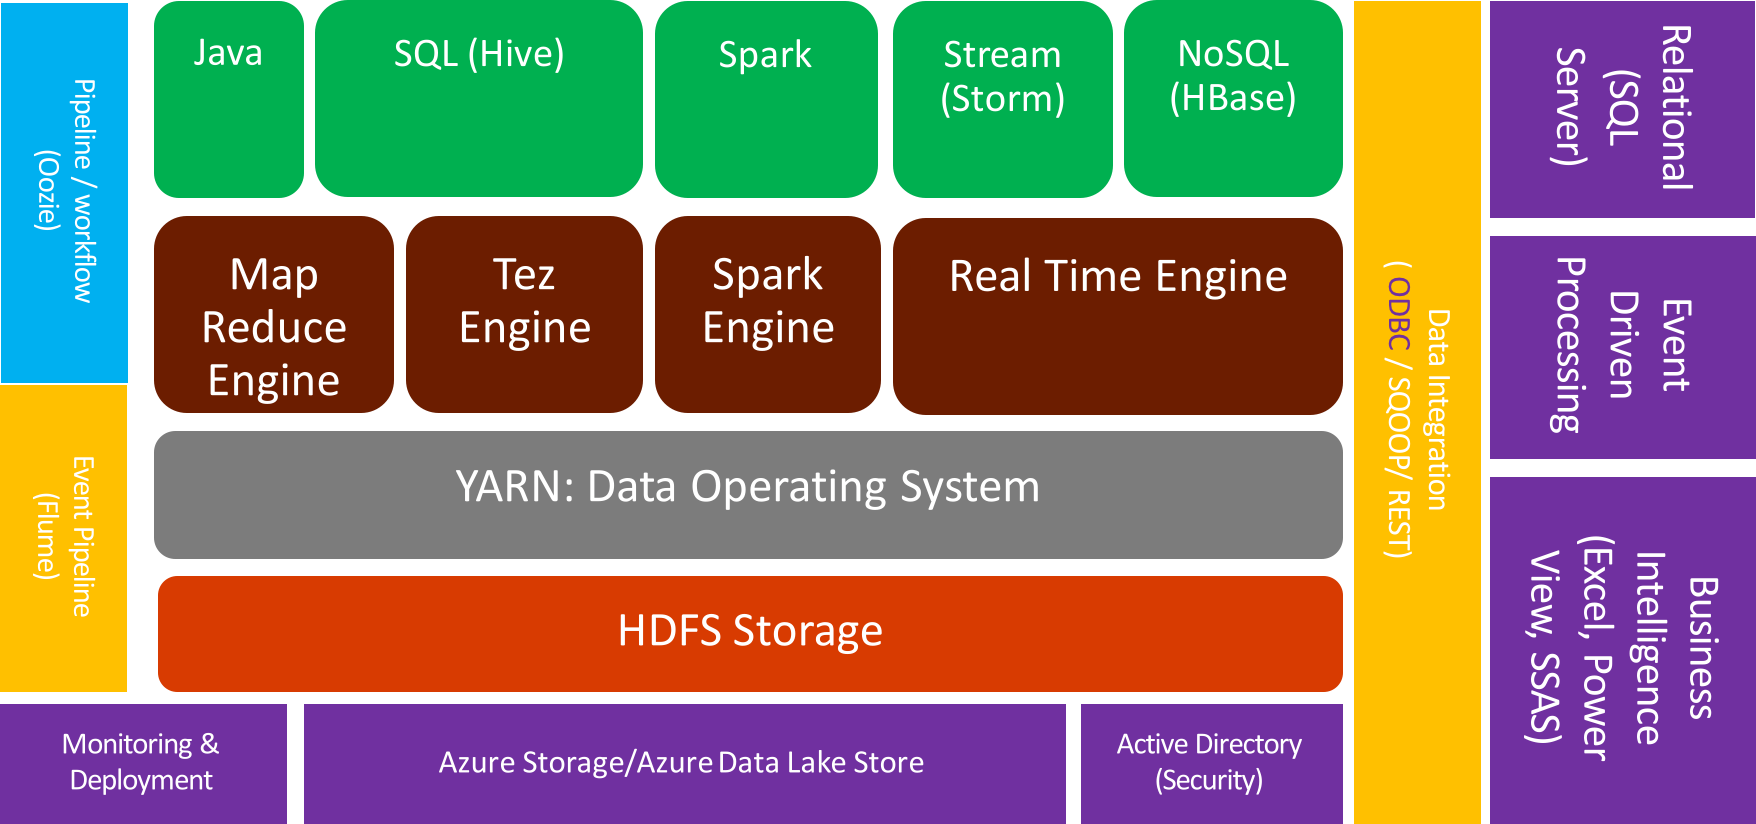 Pipeline / workflow
(Oozie)
Event Pipeline
(Flume)
Java
SQL (Hive)
Spark
Stream
(Storm)
NoSQL
(HBase)
Map
Reduce
Engine
Tez
Engine
Spark
Engine
Real Time Engine
YARN: Data Operating System
HDFS Storage
Monitoring &
Deployment
Azure Storage/Azure Data Lake Store
Active Directory
(Security)
Data Integration
( ODBC / SQOOP/ REST)
Relational
(SQL
Server)
Event
Driven
Processing
Business
Intelligence
(Excel, Power
View, SSAS)